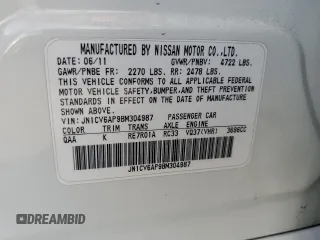 MANUFACTURED BY NISSAN MOTOR CO.,LTD.
DATE: 06/11 GVWR/PNBV: 4722 LBS.
GAWR/PNBE FR: 2270 LBS. RR: 2478 LBS.
THIS VEHICLE CONFORMS TO ALL APPLICABLE FEDERAL
MOTOR VEHICLE SAFETY,BUMPER,AND THEFT PREVENTION
STANDARDS IN EFFECT ON THE DATE OF MANUFACTURE
SHOWN ABOVE.
VIN: JN1CV6AP9BM304987 PASSENGER CAR
COLOR TRIM TRANS AXLE ENGINE
QAA K RE7R01A RC33 VQ37(VHR) 3696CC
JN1CV6AP9BM304987
autobidmaster